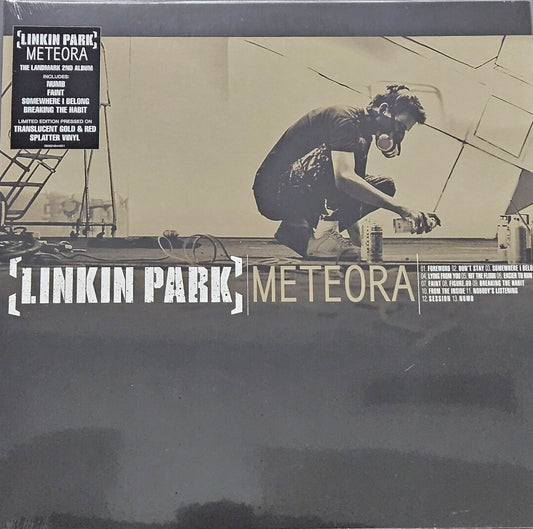 [LINKIN PARK]
METEORA
THE LANDMARK 2ND ALBUM
INCLUDES:
NUMB
FAINT
SOMEWHERE I BELONG
BREAKING THE HABIT
LIMITED EDITION PRESSED ON
TRANSLUCENT GOLD & RED
SPLATTER VINYL
[LINKIN PARK] METEORA
01. FOREWORD 02. DON'T STAY 03. SOMEWHERE I BELO
04. LYING FROM YOU 05. HIT THE FLOOR 06. EASIER TO RUN
07. FAINT 08. FIGURE.09 09. BREAKING THE HABIT
10. FROM THE INSIDE 11. NOBODY'S LISTENING
12. SESSION 13. NUMB